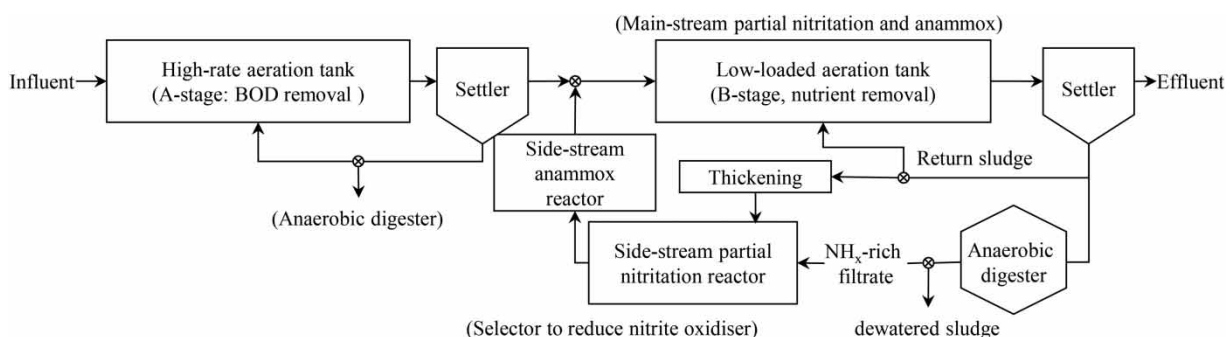 (Main-stream partial nitritation and anammox)
Influent
High-rate aeration tank
(A-stage: BOD removal )
Settler
Low-loaded aeration tank
(B-stage, nutrient removal)
Settler
Effluent
Side-stream
anammox
reactor
Return sludge
Thickening
(Anaerobic digester)
Side-stream partial
nitritation reactor
NHx-rich
filtrate
Anaerobic
digester
(Selector to reduce nitrite oxidiser)
dewatered sludge